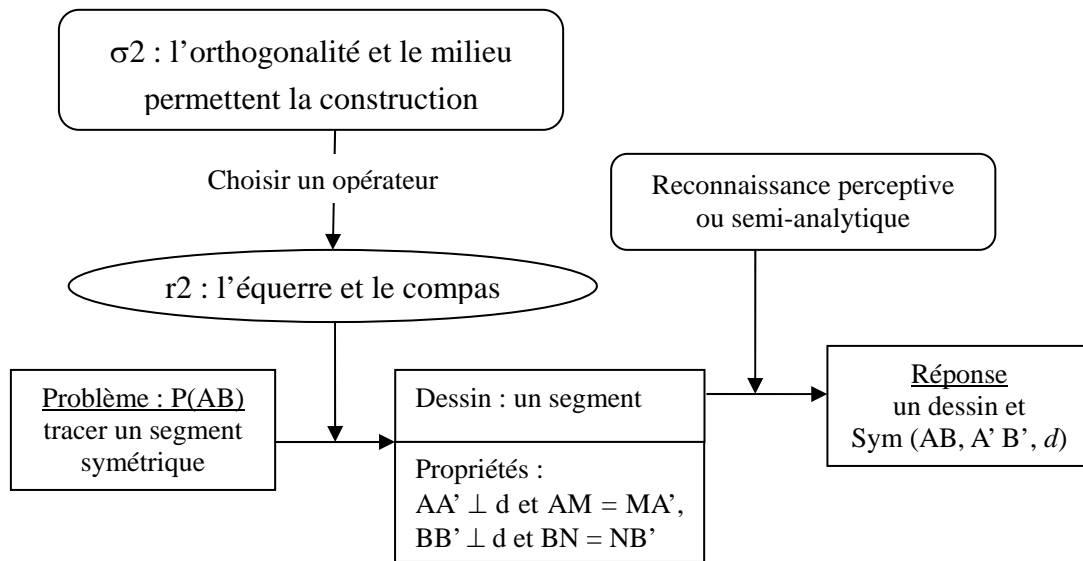 σ2 : l’orthogonalité et le milieu
permettent la construction
Choisir un opérateur
Reconnaissance perceptive
ou semi-analytique
r2 : l’équerre et le compas
Problème : P(AB)
tracer un segment
symétrique
Dessin : un segment
Propriétés :
AA’ ⊥ d et AM = MA’,
BB’ ⊥ d et BN = NB’
Réponse
un dessin et
Sym (AB, A’ B’, d)